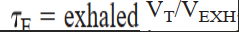 τE = exhaled VT/VEXH